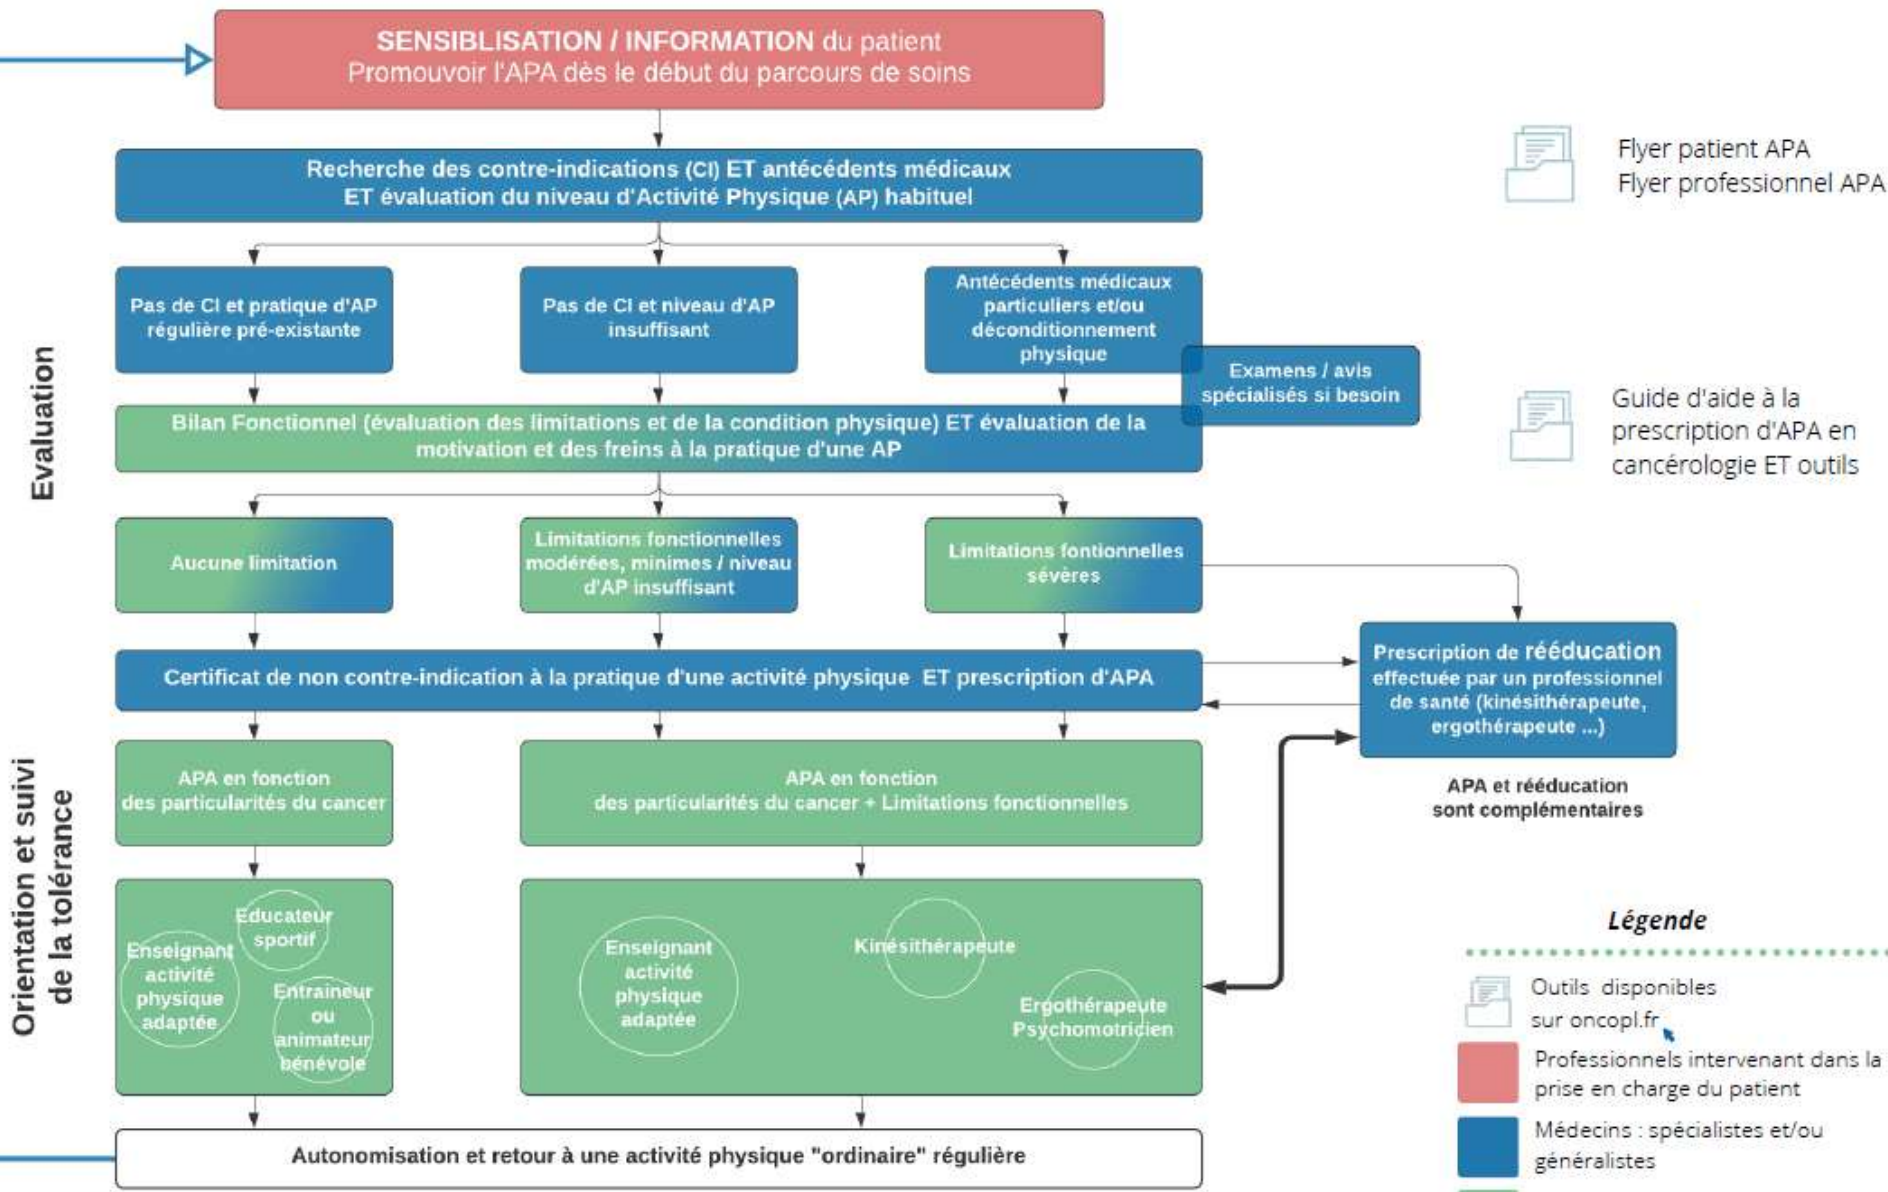 SENSIBLISATION / INFORMATION du patient
Promouvoir l'APA dès le début du parcours de soins
Recherche des contre-indications (CI) ET antécédents médicaux
ET évaluation du niveau d'Activité Physique (AP) habituel
Flyer patient APA
Flyer professionnel APA
Evaluation
Pas de CI et pratique d'AP
régulière pré-existante
Pas de CI et niveau d'AP
insuffisant
Antécédents médicaux
particuliers et/ou
déconditionnement
physique
Examens / avis
spécialisés si besoin
Bilan Fonctionnel (évaluation des limitations et de la condition physique) ET évaluation de la
motivation et des freins à la pratique d'une AP
Guide d'aide à la
prescription d'APA en
cancérologie ET outils
Aucune limitation
Limitations fonctionnelles
modérées, minimes / niveau
d'AP insuffisant
Limitations fontionnelles
sévères
Certificat de non contre-indication à la pratique d'une activité physique ET prescription d'APA
Prescription de rééducation
effectuée par un professionnel
de santé (kinésithérapeute,
ergothérapeute ...)
APA et rééducation
sont complémentaires
Orientation et suivi
de la tolérance
APA en fonction
des particularités du cancer
APA en fonction
des particularités du cancer + Limitations fonctionnelles
Educateur
sportif
Enseignant
activité
physique
adaptée
Entraineur
ou
animateur
bénévole
Enseignant
activité
physique
adaptée
Kinésithérapeute
Ergothérapeute
Psychomotricien
Autonomisation et retour à une activité physique "ordinaire" régulière
Légende
Outils disponibles
sur oncopl.fr
Professionnels intervenant dans la
prise en charge du patient
Médecins : spécialistes et/ou
généralistes